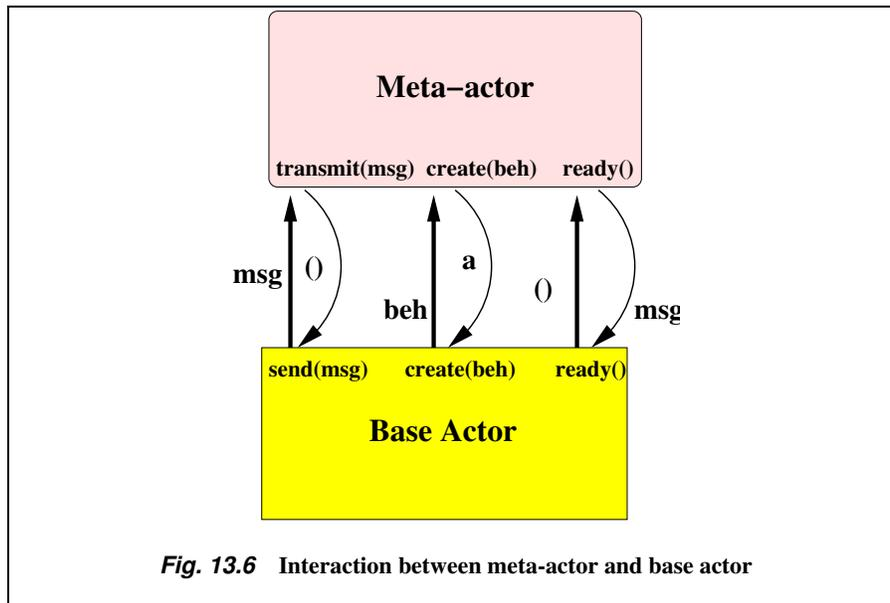 Meta−actor
transmit(msg) create(beh) ready()
msg () a () msg
beh
send(msg) create(beh) ready()
Base Actor
Fig. 13.6 Interaction between meta-actor and base actor